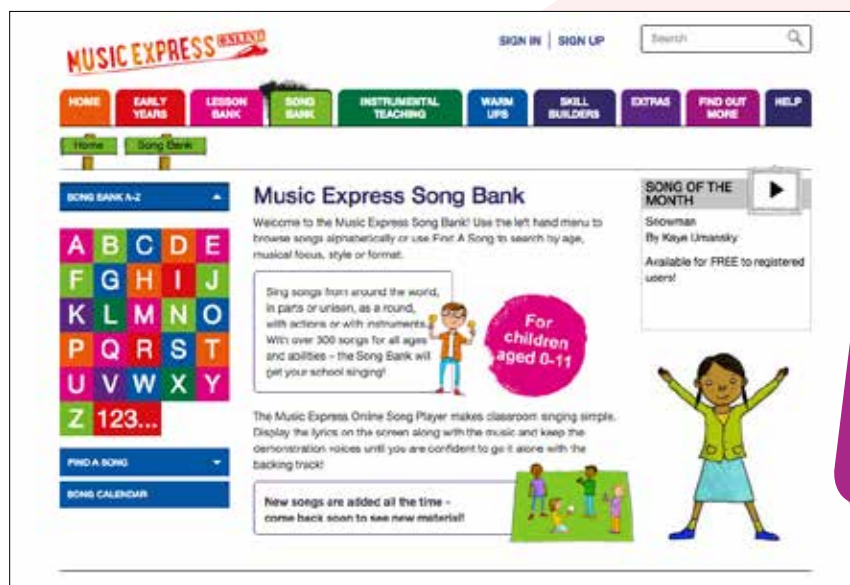 MUSIC EXPRESS ONLINE
SIGN IN | SIGN UP
Search
HOME
EARLY
YEARS
LESSON
BANK
SONG
BANK
INSTRUMENTAL
TEACHING
WARM
UPS
SKILL
BUILDERS
EXTRAS
FIND OUT
MORE
HELP
Home
Song Bank
SONG BANK A-Z
A B C D E
F G H I J
K L M N O
P Q R S T
U V W X Y
Z 123...
FIND A SONG
SONG CALENDAR
Music Express Song Bank
Welcome to the Music Express Song Bank! Use the left hand menu to
browse songs alphabetically or use Find A Song to search by age,
musical focus, style or format.
Sing songs from around the world,
in parts or unison, as a round,
with actions or with instruments.
With over 300 songs for all ages
and abilities – the Song Bank will
get your school singing!
For
children
aged 0-11
The Music Express Online Song Player makes classroom singing simple.
Display the lyrics on the screen along with the music and keep the
demonstration voices until you are confident to go it alone with the
backing track!
New songs are added all the time -
come back soon to see new material!
SONG OF THE
MONTH
Snowman
By Kaye Umansky
Available for FREE to registered
users!